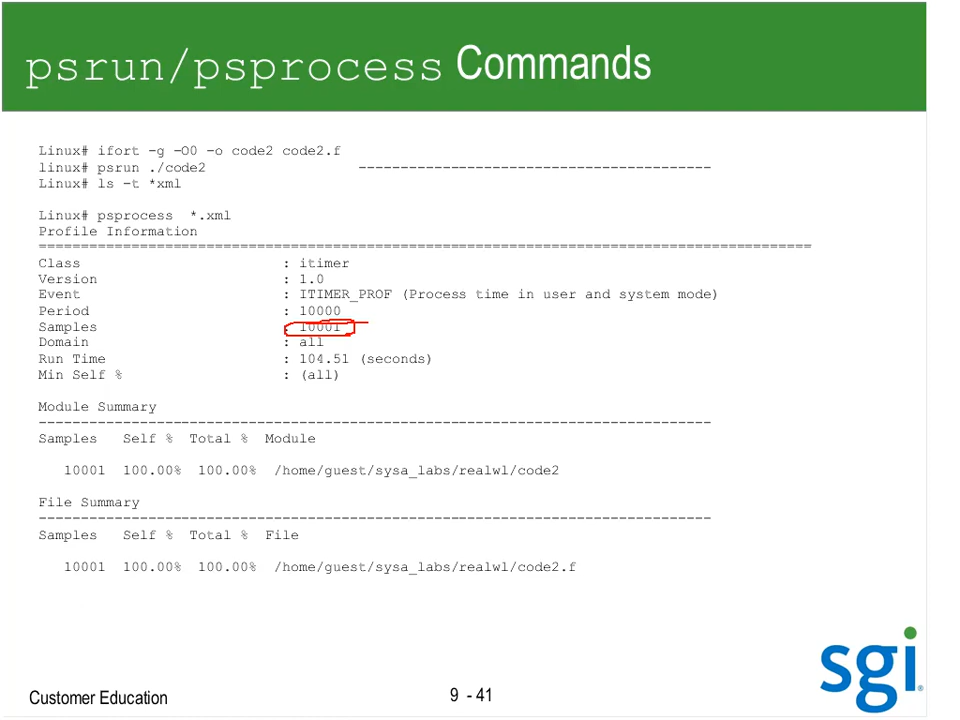 psrun/psprocess Commands
Linux# ifort -g -O0 -o code2 code2.f
linux# psrun ./code2 ------------------------------------------
Linux# ls -t *xml
Linux# psprocess *.xml
Profile Information
============================================================================================
Class : itimer
Version : 1.0
Event : ITIMER_PROF (Process time in user and system mode)
Period : 10000
Samples : 10001
Domain : all
Run Time : 104.51 (seconds)
Min Self % : (all)
Module Summary
--------------------------------------------------------------------------------
Samples Self % Total % Module
10001 100.00% 100.00% /home/guest/sysa_labs/realwl/code2
File Summary
--------------------------------------------------------------------------------
Samples Self % Total % File
10001 100.00% 100.00% /home/guest/sysa_labs/realwl/code2.f
sgi®
Customer Education 9 - 41